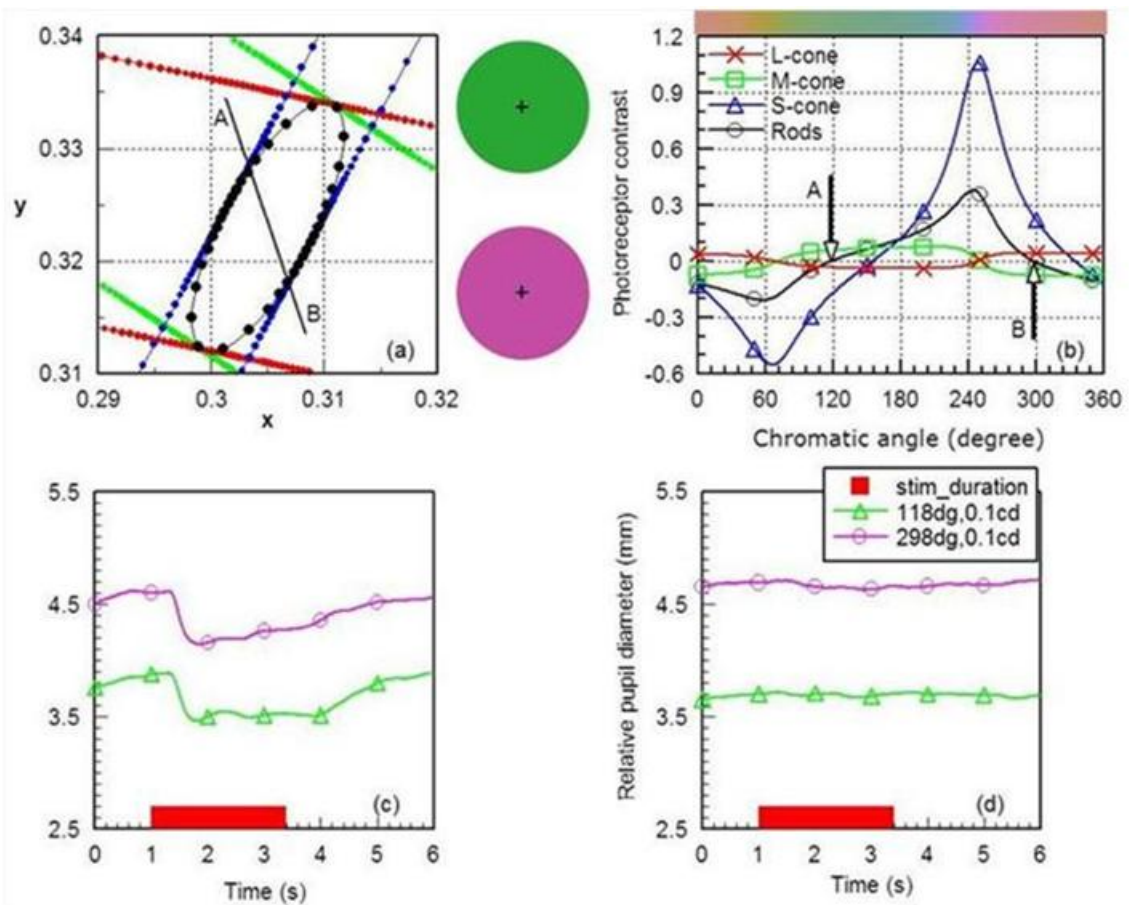 0.34
0.33
0.32
0.31
y
0.29
0.3
0.31
0.32
x
A
B
(a)
+
+
1.2
0.9
0.6
0.3
0
-0.3
-0.6
Photoreceptor contrast
L-cone
M-cone
S-cone
Rods
A
B
(b)
0 60 120 180 240 300 360
Chromatic angle (degree)
5.5
4.5
3.5
2.5
(c)
0 1 2 3 4 5 6
Time (s)
Relative pupil diameter (mm)
5.5
4.5
3.5
2.5
stim_duration
118dg,0.1cd
298dg,0.1cd
(d)
0 1 2 3 4 5 6
Time (s)